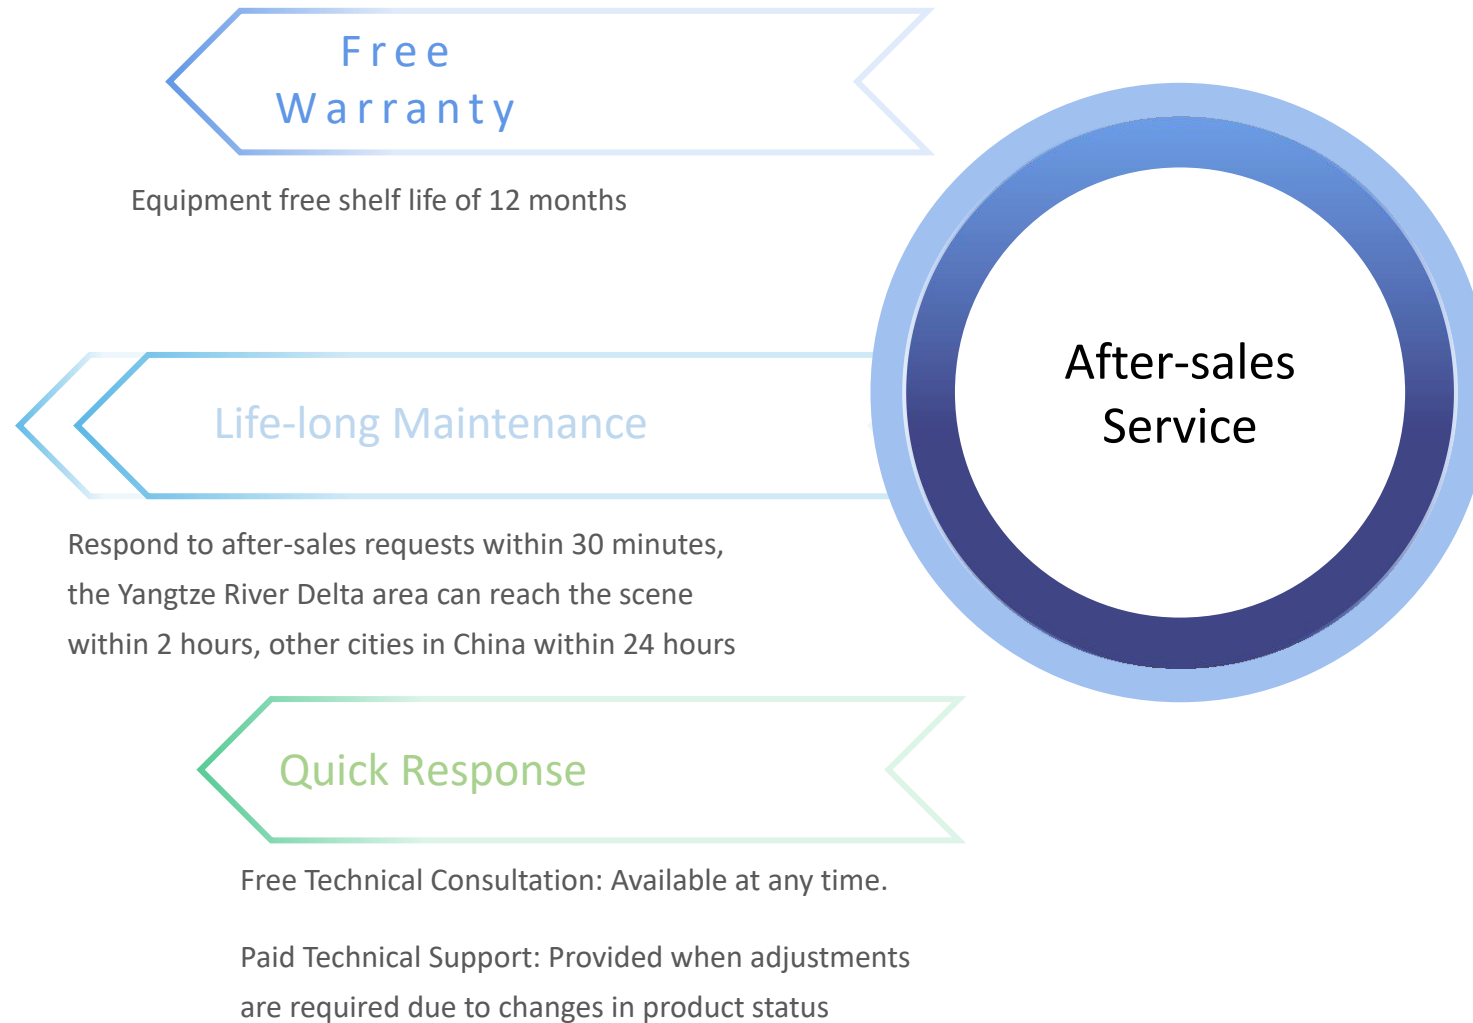 Free
Warranty
Equipment free shelf life of 12 months
After-sales
Service
Life-long Maintenance
Respond to after-sales requests within 30 minutes,
the Yangtze River Delta area can reach the scene
within 2 hours, other cities in China within 24 hours
Quick Response
Free Technical Consultation: Available at any time.
Paid Technical Support: Provided when adjustments
are required due to changes in product status